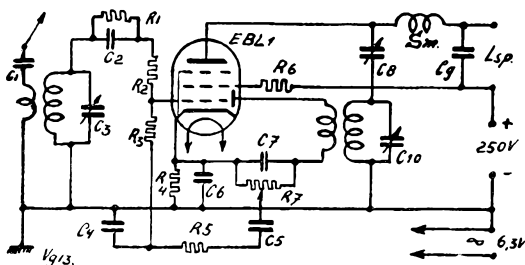 R1
C1
C2
EBL1
Sm.
Lsp.
C8
C9
R2
R6
C3
R3
+
250V
-
C7
C10
R4
C6
R7
C4
R5
C5
∞ 6,3V
Vq13.